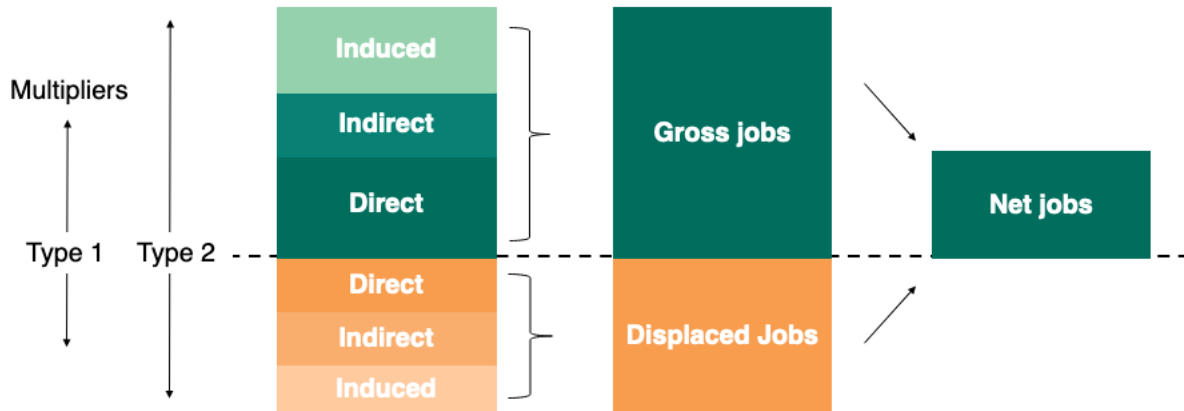 Multipliers
Type 1
Type 2
Induced
Indirect
Direct
Direct
Indirect
Induced
Gross jobs
Displaced Jobs
Net jobs